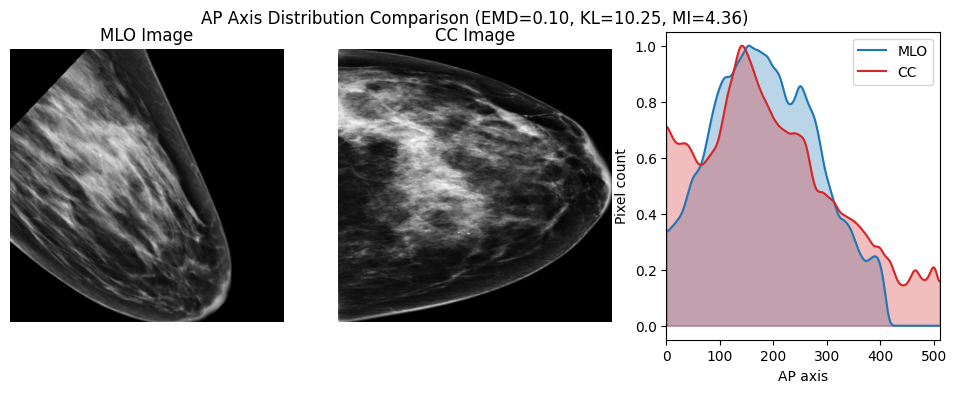 AP Axis Distribution Comparison (EMD=0.10, KL=10.25, MI=4.36)
MLO Image
CC Image
MLO
CC
Pixel count
1.0
0.8
0.6
0.4
0.2
0.0
0 100 200 300 400 500
AP axis